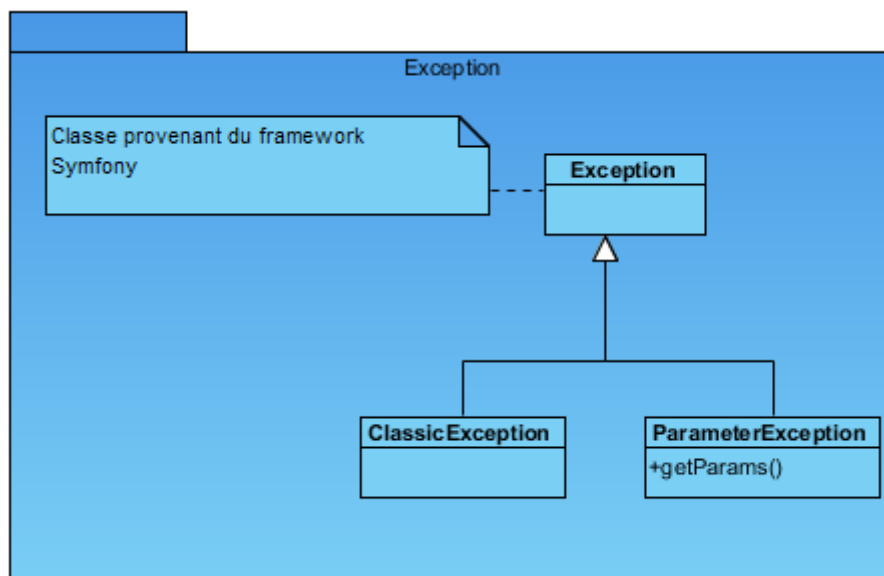 Exception
Classe provenant du framework
Symfony
Exception
ClassicException
ParameterException
+getParams()